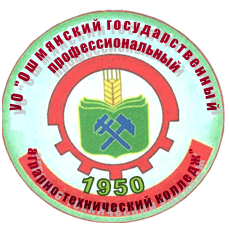 УО "ОШМЯНСКИЙ ГОСУДАРСТВЕННЫЙ
ПРОФЕССИОНАЛЬНЫЙ
1950
аграрно-технический колледж"